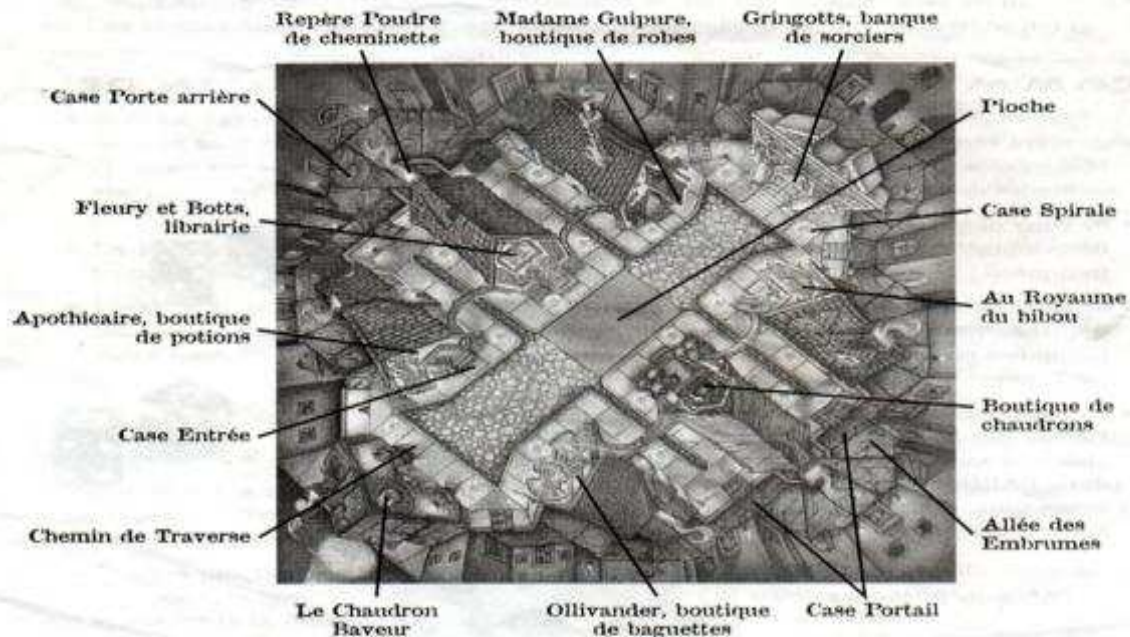 Repère Poudre
de cheminette
Madame Guipure,
boutique de robes
Gringotts, banque
de sorciers
Case Porte arrière
Pioche
Fleury et Botts,
librairie
Case Spirale
Apothicaire, boutique
de potions
Au Royaume
du hibou
Case Entrée
Boutique de
chaudrons
Chemin de Traverse
Allée des
Embrumes
Le Chaudron
Baveur
Ollivander, boutique
de baguettes
Case Portail